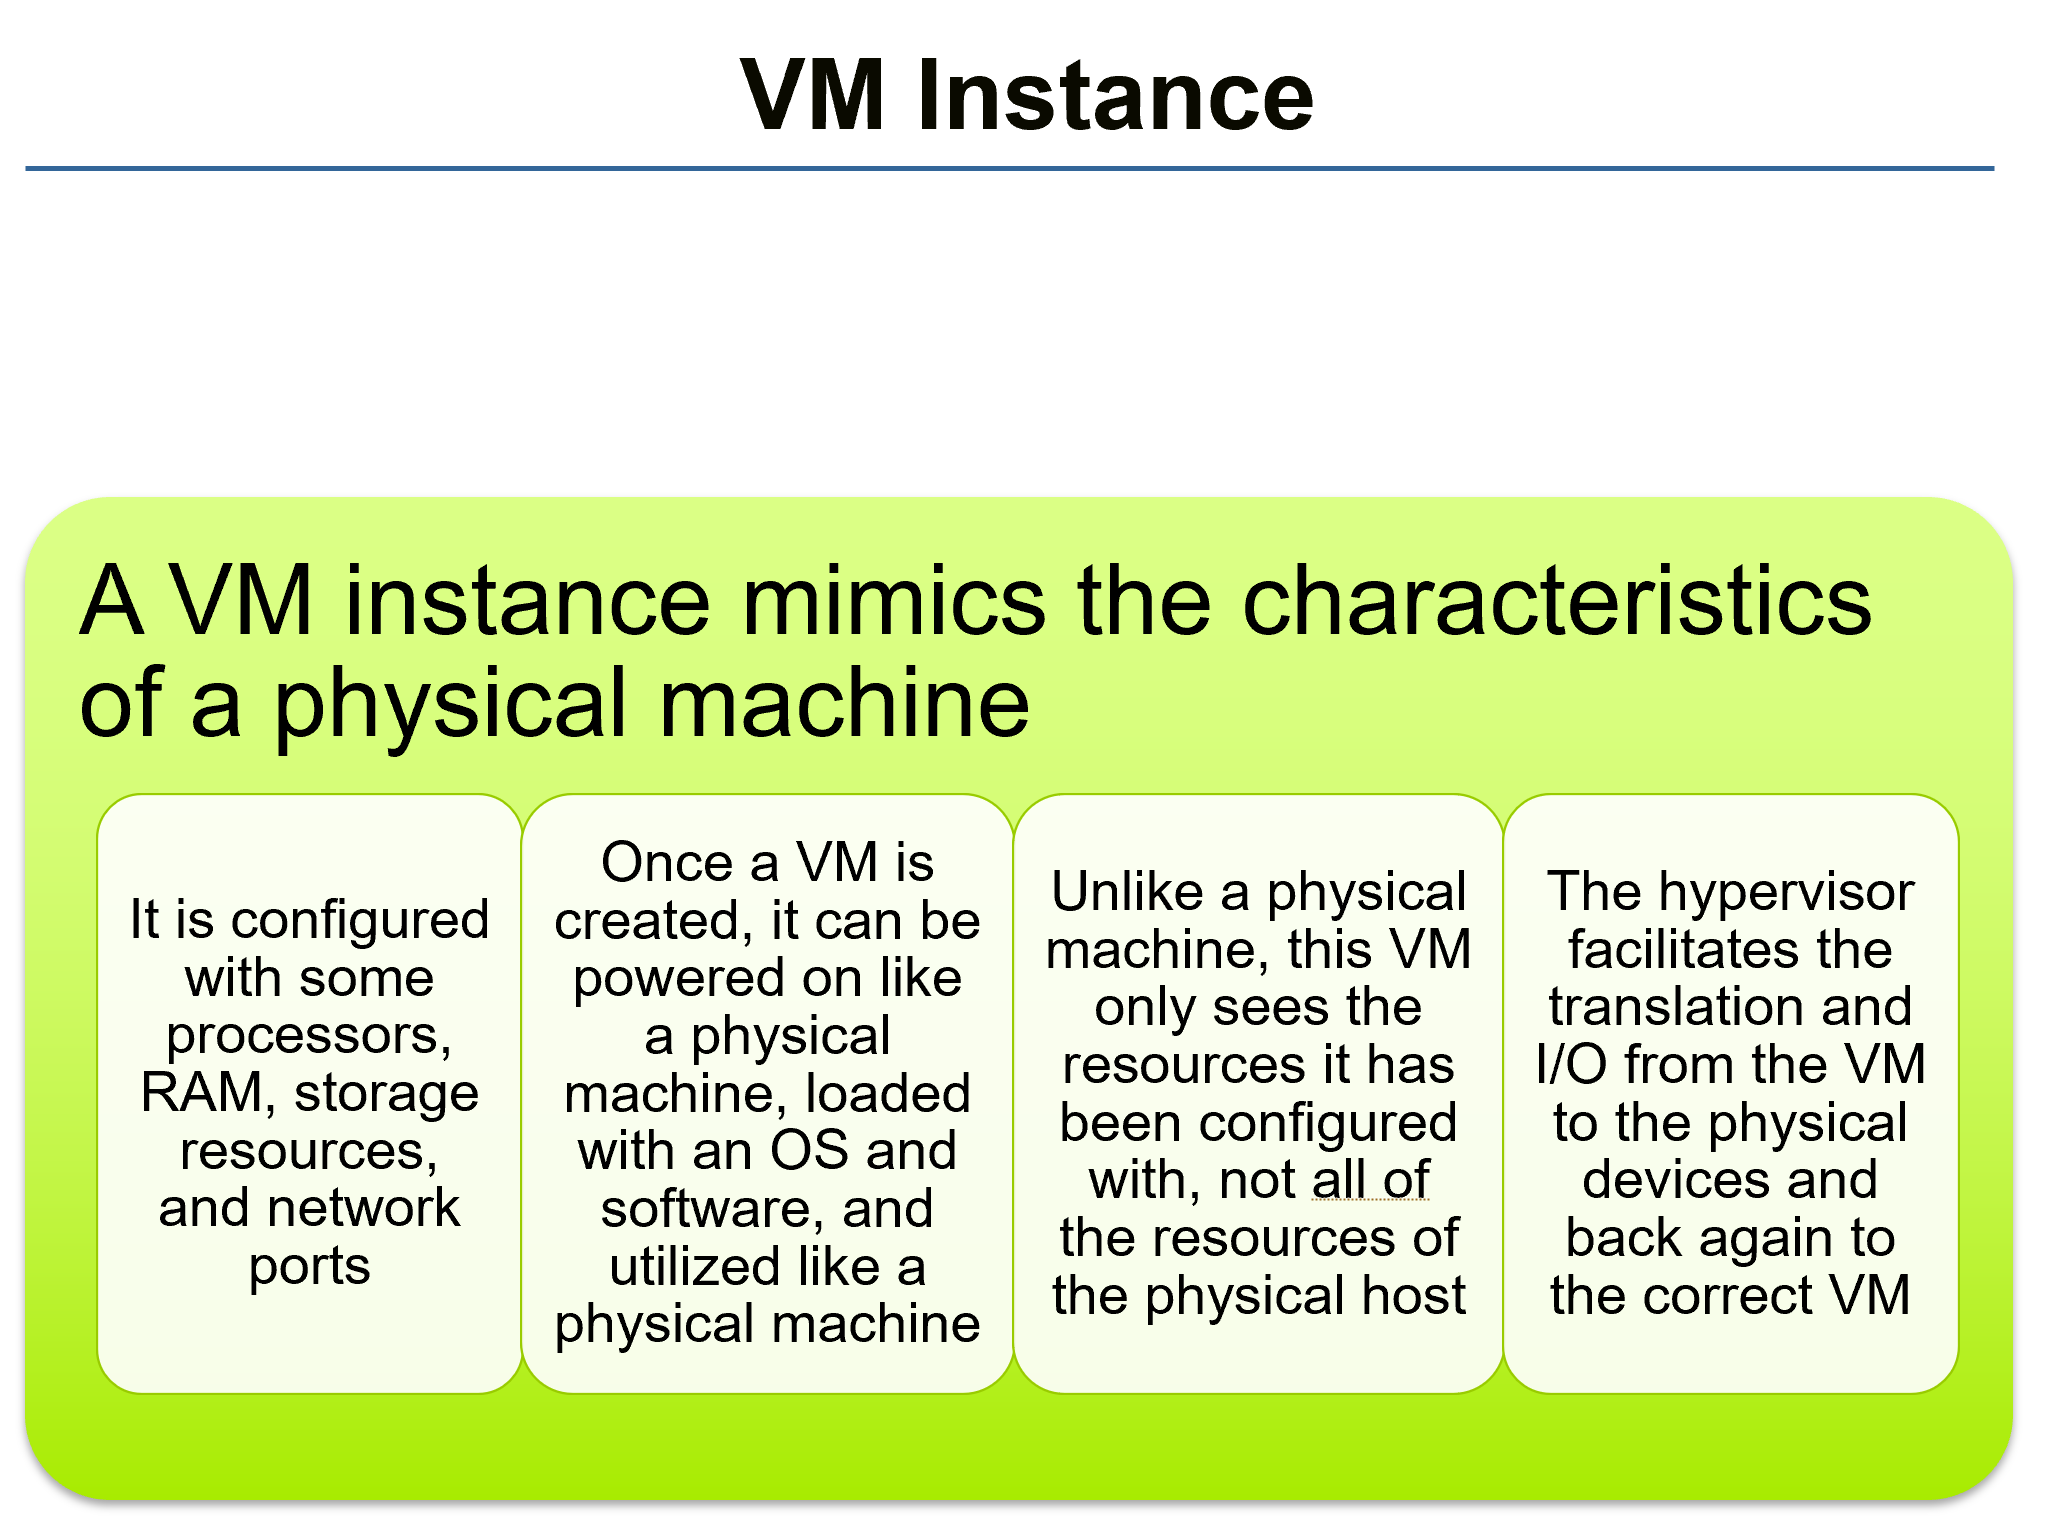 VM Instance
A VM instance mimics the characteristics
of a physical machine
It is configured
with some
processors,
RAM, storage
resources,
and network
ports
Once a VM is
created, it can be
powered on like
a physical
machine, loaded
with an OS and
software, and
utilized like a
physical machine
Unlike a physical
machine, this VM
only sees the
resources it has
been configured
with, not all of
the resources of
the physical host
The hypervisor
facilitates the
translation and
I/O from the VM
to the physical
devices and
back again to
the correct VM